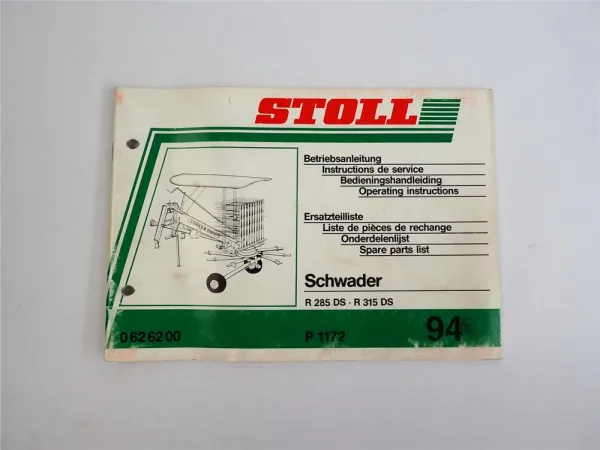 STOLL
Betriebsanleitung
Instructions de service
Bedieningshandleiding
Operating instructions
Ersatzteilliste
Liste de pièces de rechange
Onderdelenlijst
Spare parts list
Schwader
R 285 DS · R 315 DS
0626200
P 1172
94